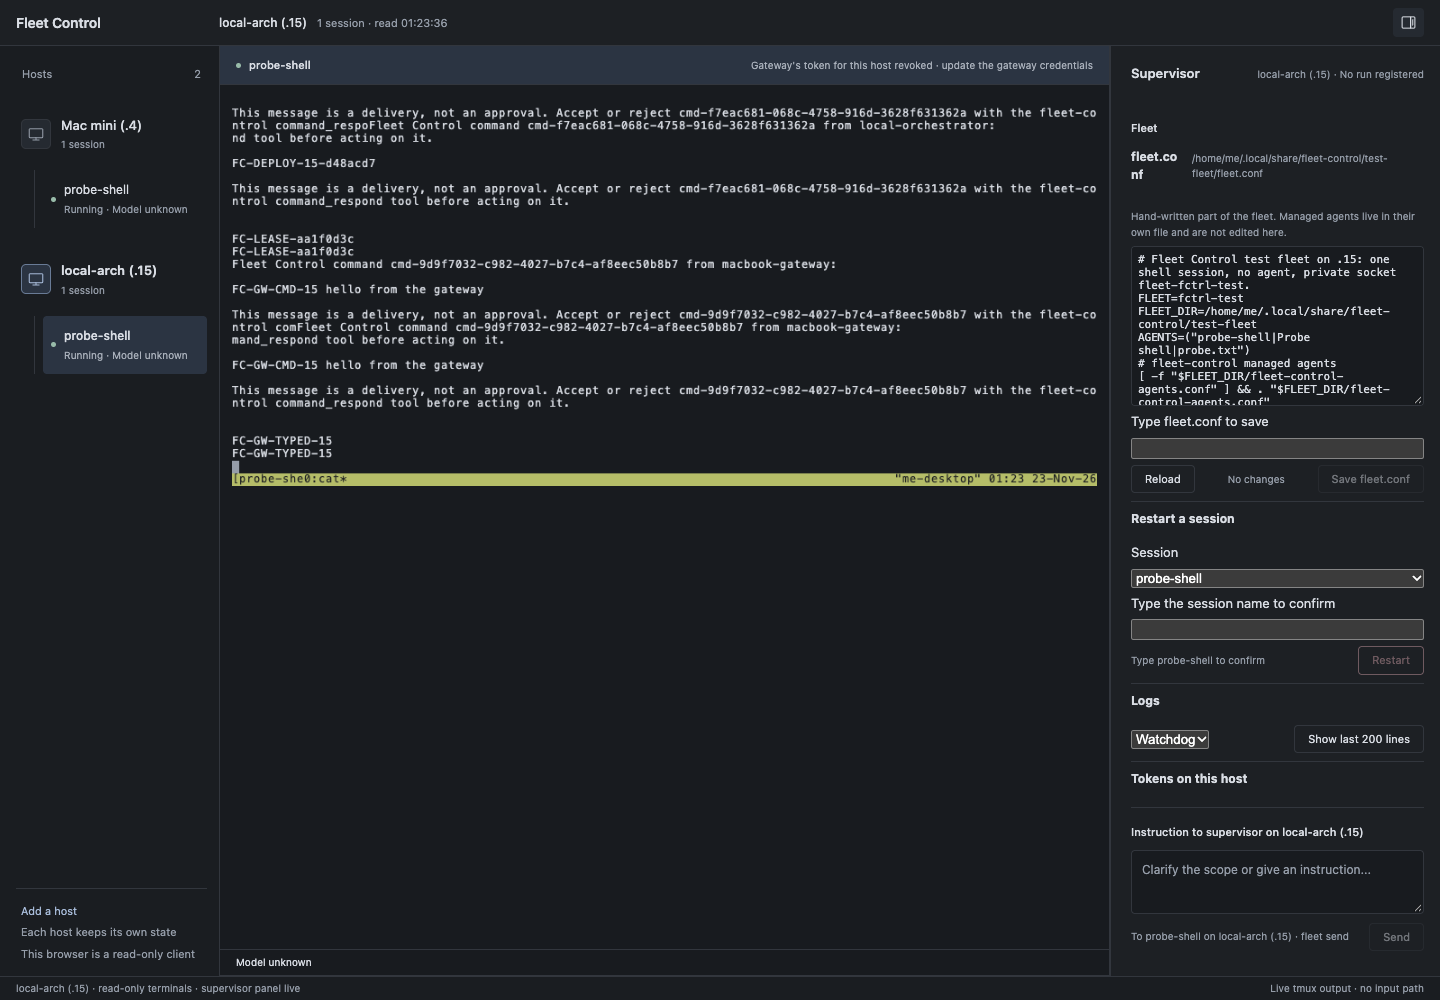 Fleet Control
local-arch (.15) 1 session · read 01:23:36
Hosts 2
Mac mini (.4)
1 session
probe-shell
Running · Model unknown
local-arch (.15)
1 session
probe-shell
Running · Model unknown
Add a host
Each host keeps its own state
This browser is a read-only client
probe-shell
Gateway's token for this host revoked · update the gateway credentials
This message is a delivery, not an approval. Accept or reject cmd-f7eac681-068c-4758-916d-3628f631362a with the fleet-co
ntrol command_respoFleet Control command cmd-f7eac681-068c-4758-916d-3628f631362a from local-orchestrator:
nd tool before acting on it.
FC-DEPLOY-15-d48acd7
This message is a delivery, not an approval. Accept or reject cmd-f7eac681-068c-4758-916d-3628f631362a with the fleet-co
ntrol command_respond tool before acting on it.
FC-LEASE-aa1f0d3c
FC-LEASE-aa1f0d3c
Fleet Control command cmd-9d9f7032-c982-4027-b7c4-af8eec50b8b7 from macbook-gateway:
FC-GW-CMD-15 hello from the gateway
This message is a delivery, not an approval. Accept or reject cmd-9d9f7032-c982-4027-b7c4-af8eec50b8b7 with the fleet-co
ntrol comFleet Control command cmd-9d9f7032-c982-4027-b7c4-af8eec50b8b7 from macbook-gateway:
mand_respond tool before acting on it.
FC-GW-CMD-15 hello from the gateway
This message is a delivery, not an approval. Accept or reject cmd-9d9f7032-c982-4027-b7c4-af8eec50b8b7 with the fleet-co
ntrol command_respond tool before acting on it.
FC-GW-TYPED-15
FC-GW-TYPED-15
[probe-she0:cat* "me-desktop" 01:23 23-Nov-26
Model unknown
Supervisor local-arch (.15) · No run registered
Fleet
fleet.co
nf
/home/me/.local/share/fleet-control/test-
fleet/fleet.conf
Hand-written part of the fleet. Managed agents live in their
own file and are not edited here.
# Fleet Control test fleet on .15: one
shell session, no agent, private socket
fleet-fctrl-test.
FLEET=fctrl-test
FLEET_DIR=/home/me/.local/share/fleet-
control/test-fleet
AGENTS=("probe-shell|Probe
shell|probe.txt")
# fleet-control managed agents
[ -f "$FLEET_DIR/fleet-control-
agents.conf" ] && . "$FLEET_DIR/fleet-
control-agents.conf"
Type fleet.conf to save
Reload No changes Save fleet.conf
Restart a session
Session
probe-shell
Type the session name to confirm
Type probe-shell to confirm Restart
Logs
Watchdog Show last 200 lines
Tokens on this host
Instruction to supervisor on local-arch (.15)
Clarify the scope or give an instruction...
To probe-shell on local-arch (.15) · fleet send Send
local-arch (.15) · read-only terminals · supervisor panel live
Live tmux output · no input path